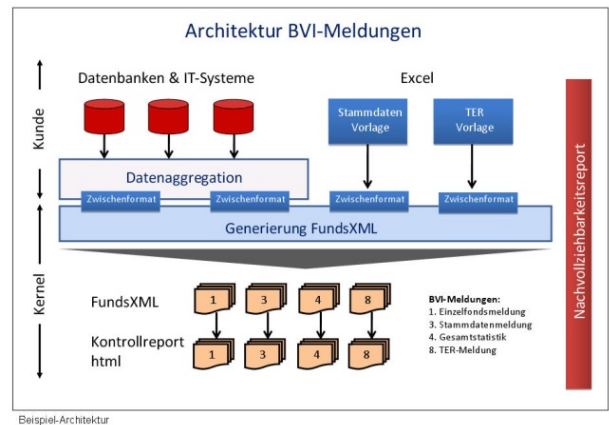 Architektur BVI-Meldungen
Datenbanken & IT-Systeme
Excel
Kunde
Stammdaten
Vorlage
TER
Vorlage
Datenaggregation
Zwischenformat
Zwischenformat
Zwischenformat
Zwischenformat
Generierung FundsXML
Kernel
FundsXML
1
3
4
8
Kontrollreport
html
1
3
4
8
BVI-Meldungen:
1. Einzelfondsmeldung
3. Stammdatenmeldung
4. Gesamtstatistik
8. TER-Meldung
Nachvollziehbarkeitsreport
Beispiel-Architektur